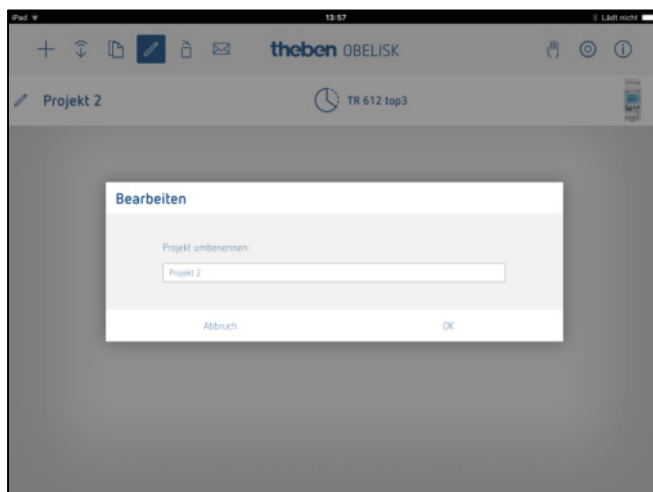 iPad 13:57 Lädt nicht
theben OBELISK
Projekt 2 TR 612 top3
Bearbeiten
Projekt umbenennen:
Projekt 2
Abbruch OK